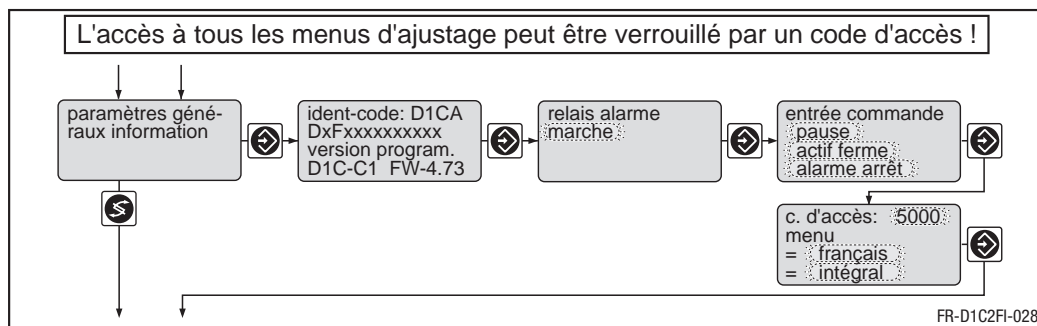 L'accès à tous les menus d'ajustage peut être verrouillé par un code d'accès !
paramètres géné-
raux information
ident-code: D1CA
DxFxxxxxxxxxx
version program.
D1C-C1 FW-4.73
relais alarme
marche
entrée commande
pause
actif ferme
alarme arrêt
c. d'accès: 5000
menu
= français
= intégral
FR-D1C2FI-028